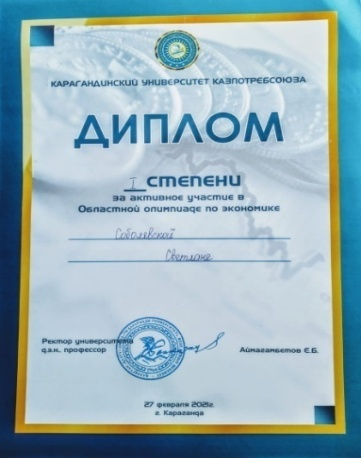 КАРАГАНДИНСКИЙ УНИВЕРСИТЕТ КАЗПОТРЕБСОЮЗА
ДИПЛОМ
I СТЕПЕНИ
за активное участие в
Областной олимпиаде по экономике
Соболевской
Светлане
Ректор университета
д.э.н. профессор
Аймагамбетов Е.Б.
27 февраля 2021г.
г. Караганда